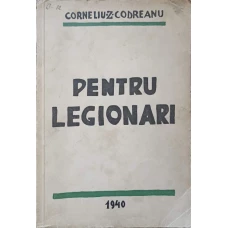 CORNELIU-Z-CODREANU
PENTRU
LEGIONARI
1940